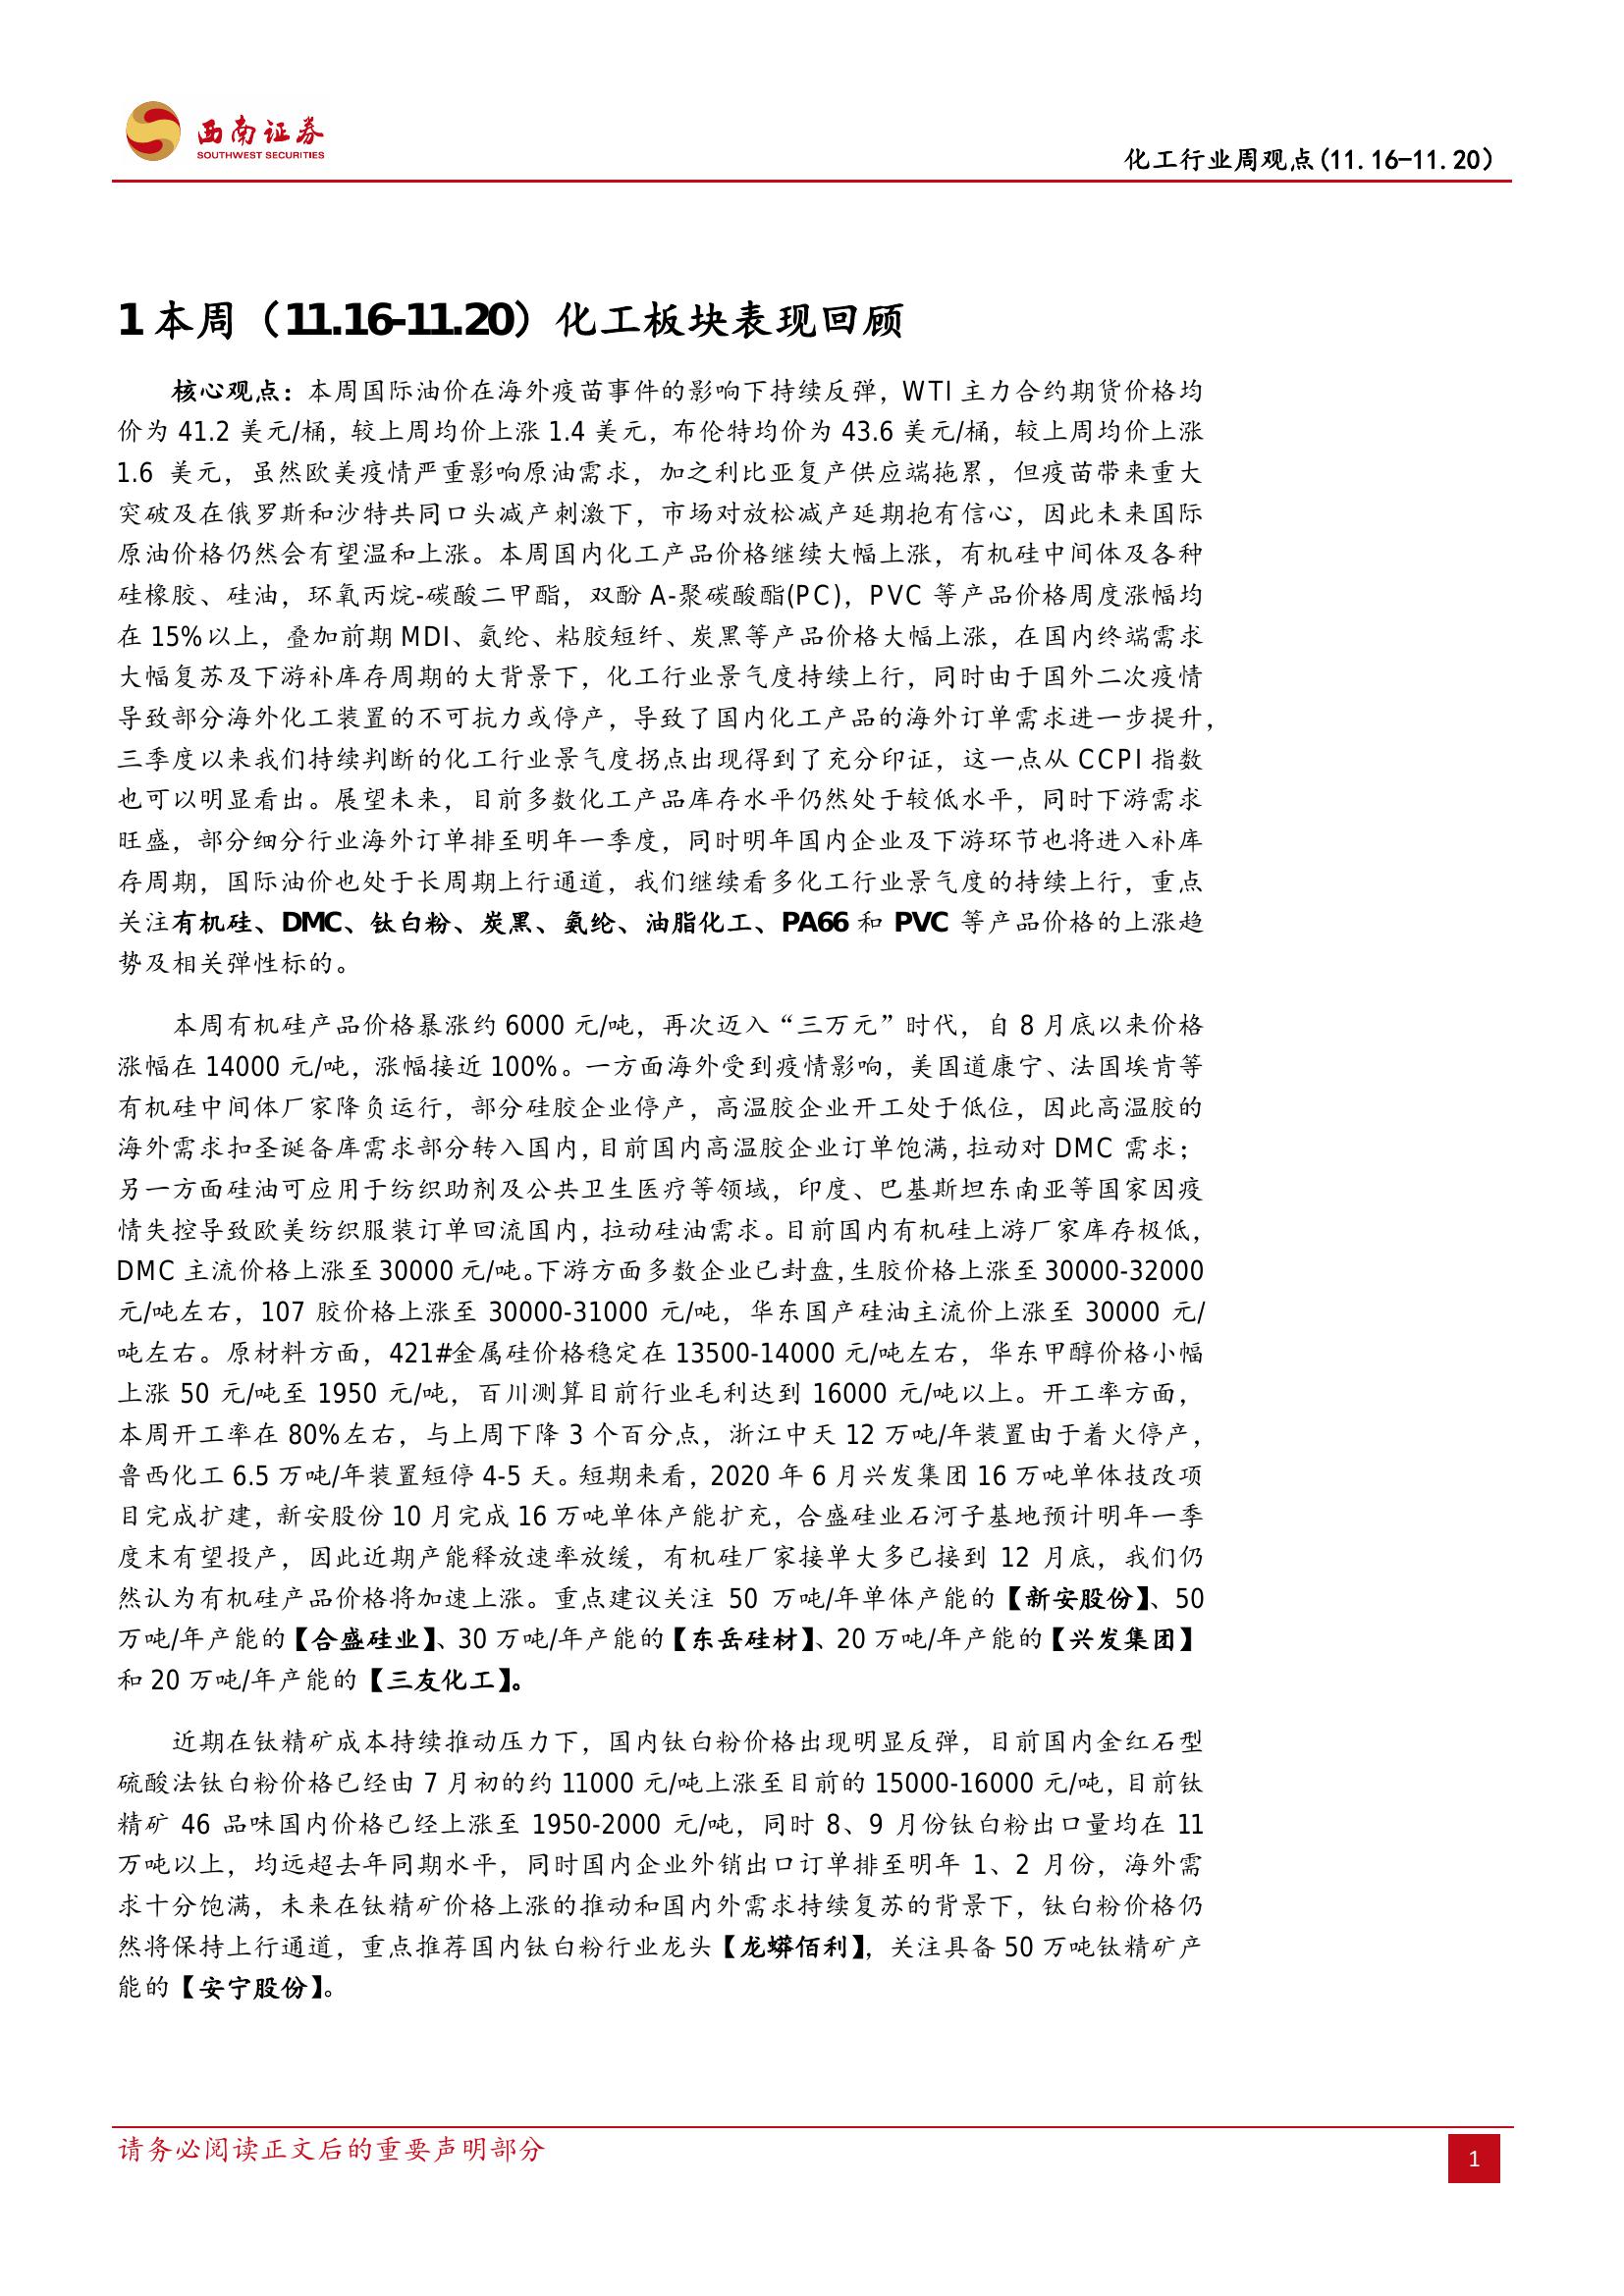 西南证券
SOUTHWEST SECURITIES
化工行业周观点(11.16-11.20)
1 本周（11.16-11.20）化工板块表现回顾
核心观点：本周国际油价在海外疫苗事件的影响下持续反弹，WTI 主力合约期货价格均
价为 41.2 美元/桶，较上周均价上涨 1.4 美元，布伦特均价为 43.6 美元/桶，较上周均价上涨
1.6 美元，虽然欧美疫情严重影响原油需求，加之利比亚复产供应端拖累，但疫苗带来重大
突破及在俄罗斯和沙特共同口头减产刺激下，市场对放松减产延期抱有信心，因此未来国际
原油价格仍然会有望温和上涨。本周国内化工产品价格继续大幅上涨，有机硅中间体及各种
硅橡胶、硅油，环氧丙烷-碳酸二甲酯，双酚 A-聚碳酸酯(PC)，PVC 等产品价格周度涨幅均
在 15%以上，叠加前期 MDI、氨纶、粘胶短纤、炭黑等产品价格大幅上涨，在国内终端需求
大幅复苏及下游补库存周期的大背景下，化工行业景气度持续上行，同时由于国外二次疫情
导致部分海外化工装置的不可抗力或停产，导致了国内化工产品的海外订单需求进一步提升，
三季度以来我们持续判断的化工行业景气度拐点出现得到了充分印证，这一点从 CCPI 指数
也可以明显看出。展望未来，目前多数化工产品库存水平仍然处于较低水平，同时下游需求
旺盛，部分细分行业海外订单排至明年一季度，同时明年国内企业及下游环节也将进入补库
存周期，国际油价也处于长周期上行通道，我们继续看多化工行业景气度的持续上行，重点
关注有机硅、DMC、钛白粉、炭黑、氨纶、油脂化工、PA66 和 PVC 等产品价格的上涨趋
势及相关弹性标的。
本周有机硅产品价格暴涨约 6000 元/吨，再次迈入“三万元”时代，自 8 月底以来价格
涨幅在 14000 元/吨，涨幅接近 100%。一方面海外受到疫情影响，美国道康宁、法国埃肯等
有机硅中间体厂家降负运行，部分硅胶企业停产，高温胶企业开工处于低位，因此高温胶的
海外需求扣圣诞备库需求部分转入国内，目前国内高温胶企业订单饱满，拉动对 DMC 需求；
另一方面硅油可应用于纺织助剂及公共卫生医疗等领域，印度、巴基斯坦东南亚等国家因疫
情失控导致欧美纺织服装订单回流国内，拉动硅油需求。目前国内有机硅上游厂家库存极低，
DMC 主流价格上涨至 30000 元/吨。下游方面多数企业已封盘，生胶价格上涨至 30000-32000
元/吨左右，107 胶价格上涨至 30000-31000 元/吨，华东国产硅油主流价上涨至 30000 元/
吨左右。原材料方面，421#金属硅价格稳定在 13500-14000 元/吨左右，华东甲醇价格小幅
上涨 50 元/吨至 1950 元/吨，百川测算目前行业毛利达到 16000 元/吨以上。开工率方面，
本周开工率在 80%左右，与上周下降 3 个百分点，浙江中天 12 万吨/年装置由于着火停产，
鲁西化工 6.5 万吨/年装置短停 4-5 天。短期来看，2020 年 6 月兴发集团 16 万吨单体技改项
目完成扩建，新安股份 10 月完成 16 万吨单体产能扩充，合盛硅业石河子基地预计明年一季
度末有望投产，因此近期产能释放速率放缓，有机硅厂家接单大多已接到 12 月底，我们仍
然认为有机硅产品价格将加速上涨。重点建议关注 50 万吨/年单体产能的【新安股份】、50
万吨/年产能的【合盛硅业】、30 万吨/年产能的【东岳硅材】、20 万吨/年产能的【兴发集团】
和 20 万吨/年产能的【三友化工】。
近期在钛精矿成本持续推动压力下，国内钛白粉价格出现明显反弹，目前国内金红石型
硫酸法钛白粉价格已经由 7 月初的约 11000 元/吨上涨至目前的 15000-16000 元/吨，目前钛
精矿 46 品味国内价格已经上涨至 1950-2000 元/吨，同时 8、9 月份钛白粉出口量均在 11
万吨以上，均远超去年同期水平，同时国内企业外销出口订单排至明年 1、2 月份，海外需
求十分饱满，未来在钛精矿价格上涨的推动和国内外需求持续复苏的背景下，钛白粉价格仍
然将保持上行通道，重点推荐国内钛白粉行业龙头【龙蟒佰利】，关注具备 50 万吨钛精矿产
能的【安宁股份】。
请务必阅读正文后的重要声明部分
1